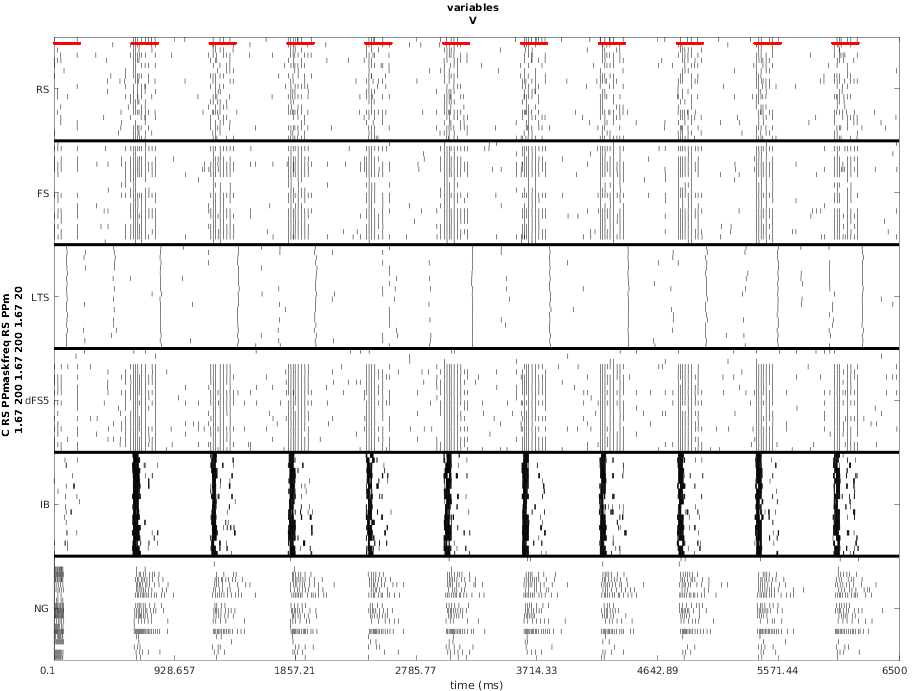 variables
V
C RS PPmaskfreq RS PPm
1.67 200 1.67 200 1.67 20
RS
FS
LTS
dFS5
IB
NG
0.1 928.657 1857.21 2785.77 3714.33 4642.89 5571.44 6500
time (ms)